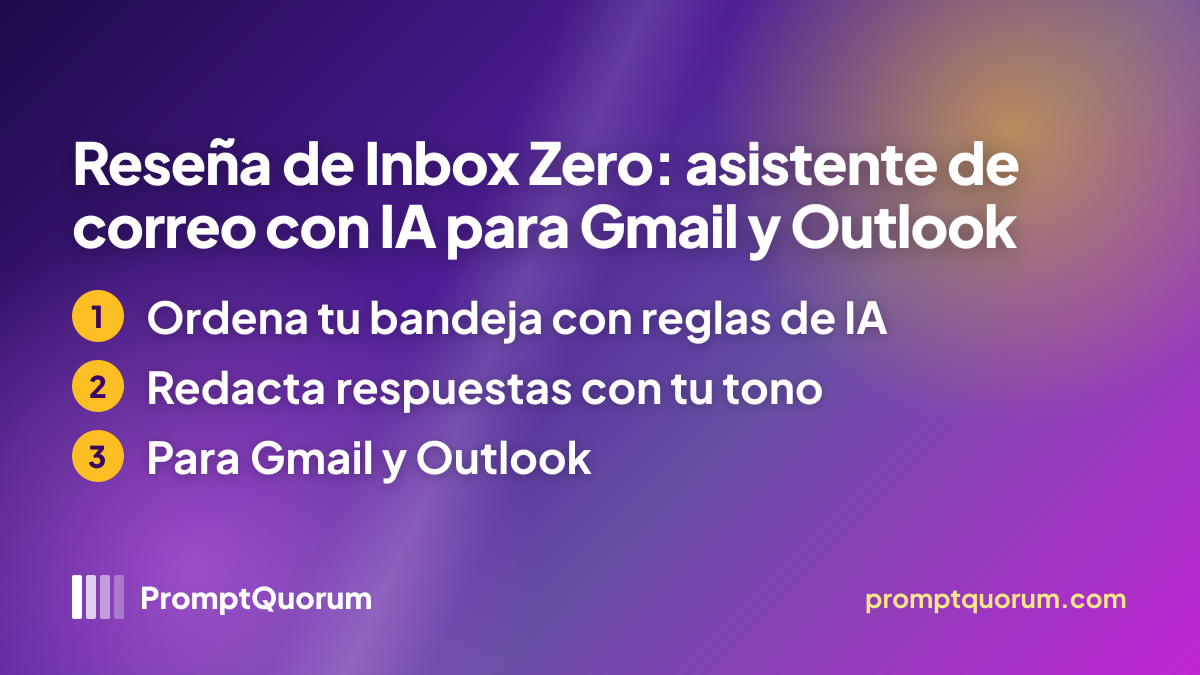 Reseña de Inbox Zero: asistente de
correo con IA para Gmail y Outlook
1 Ordena tu bandeja con reglas de IA
2 Redacta respuestas con tu tono
3 Para Gmail y Outlook
PromptQuorum
promptquorum.com